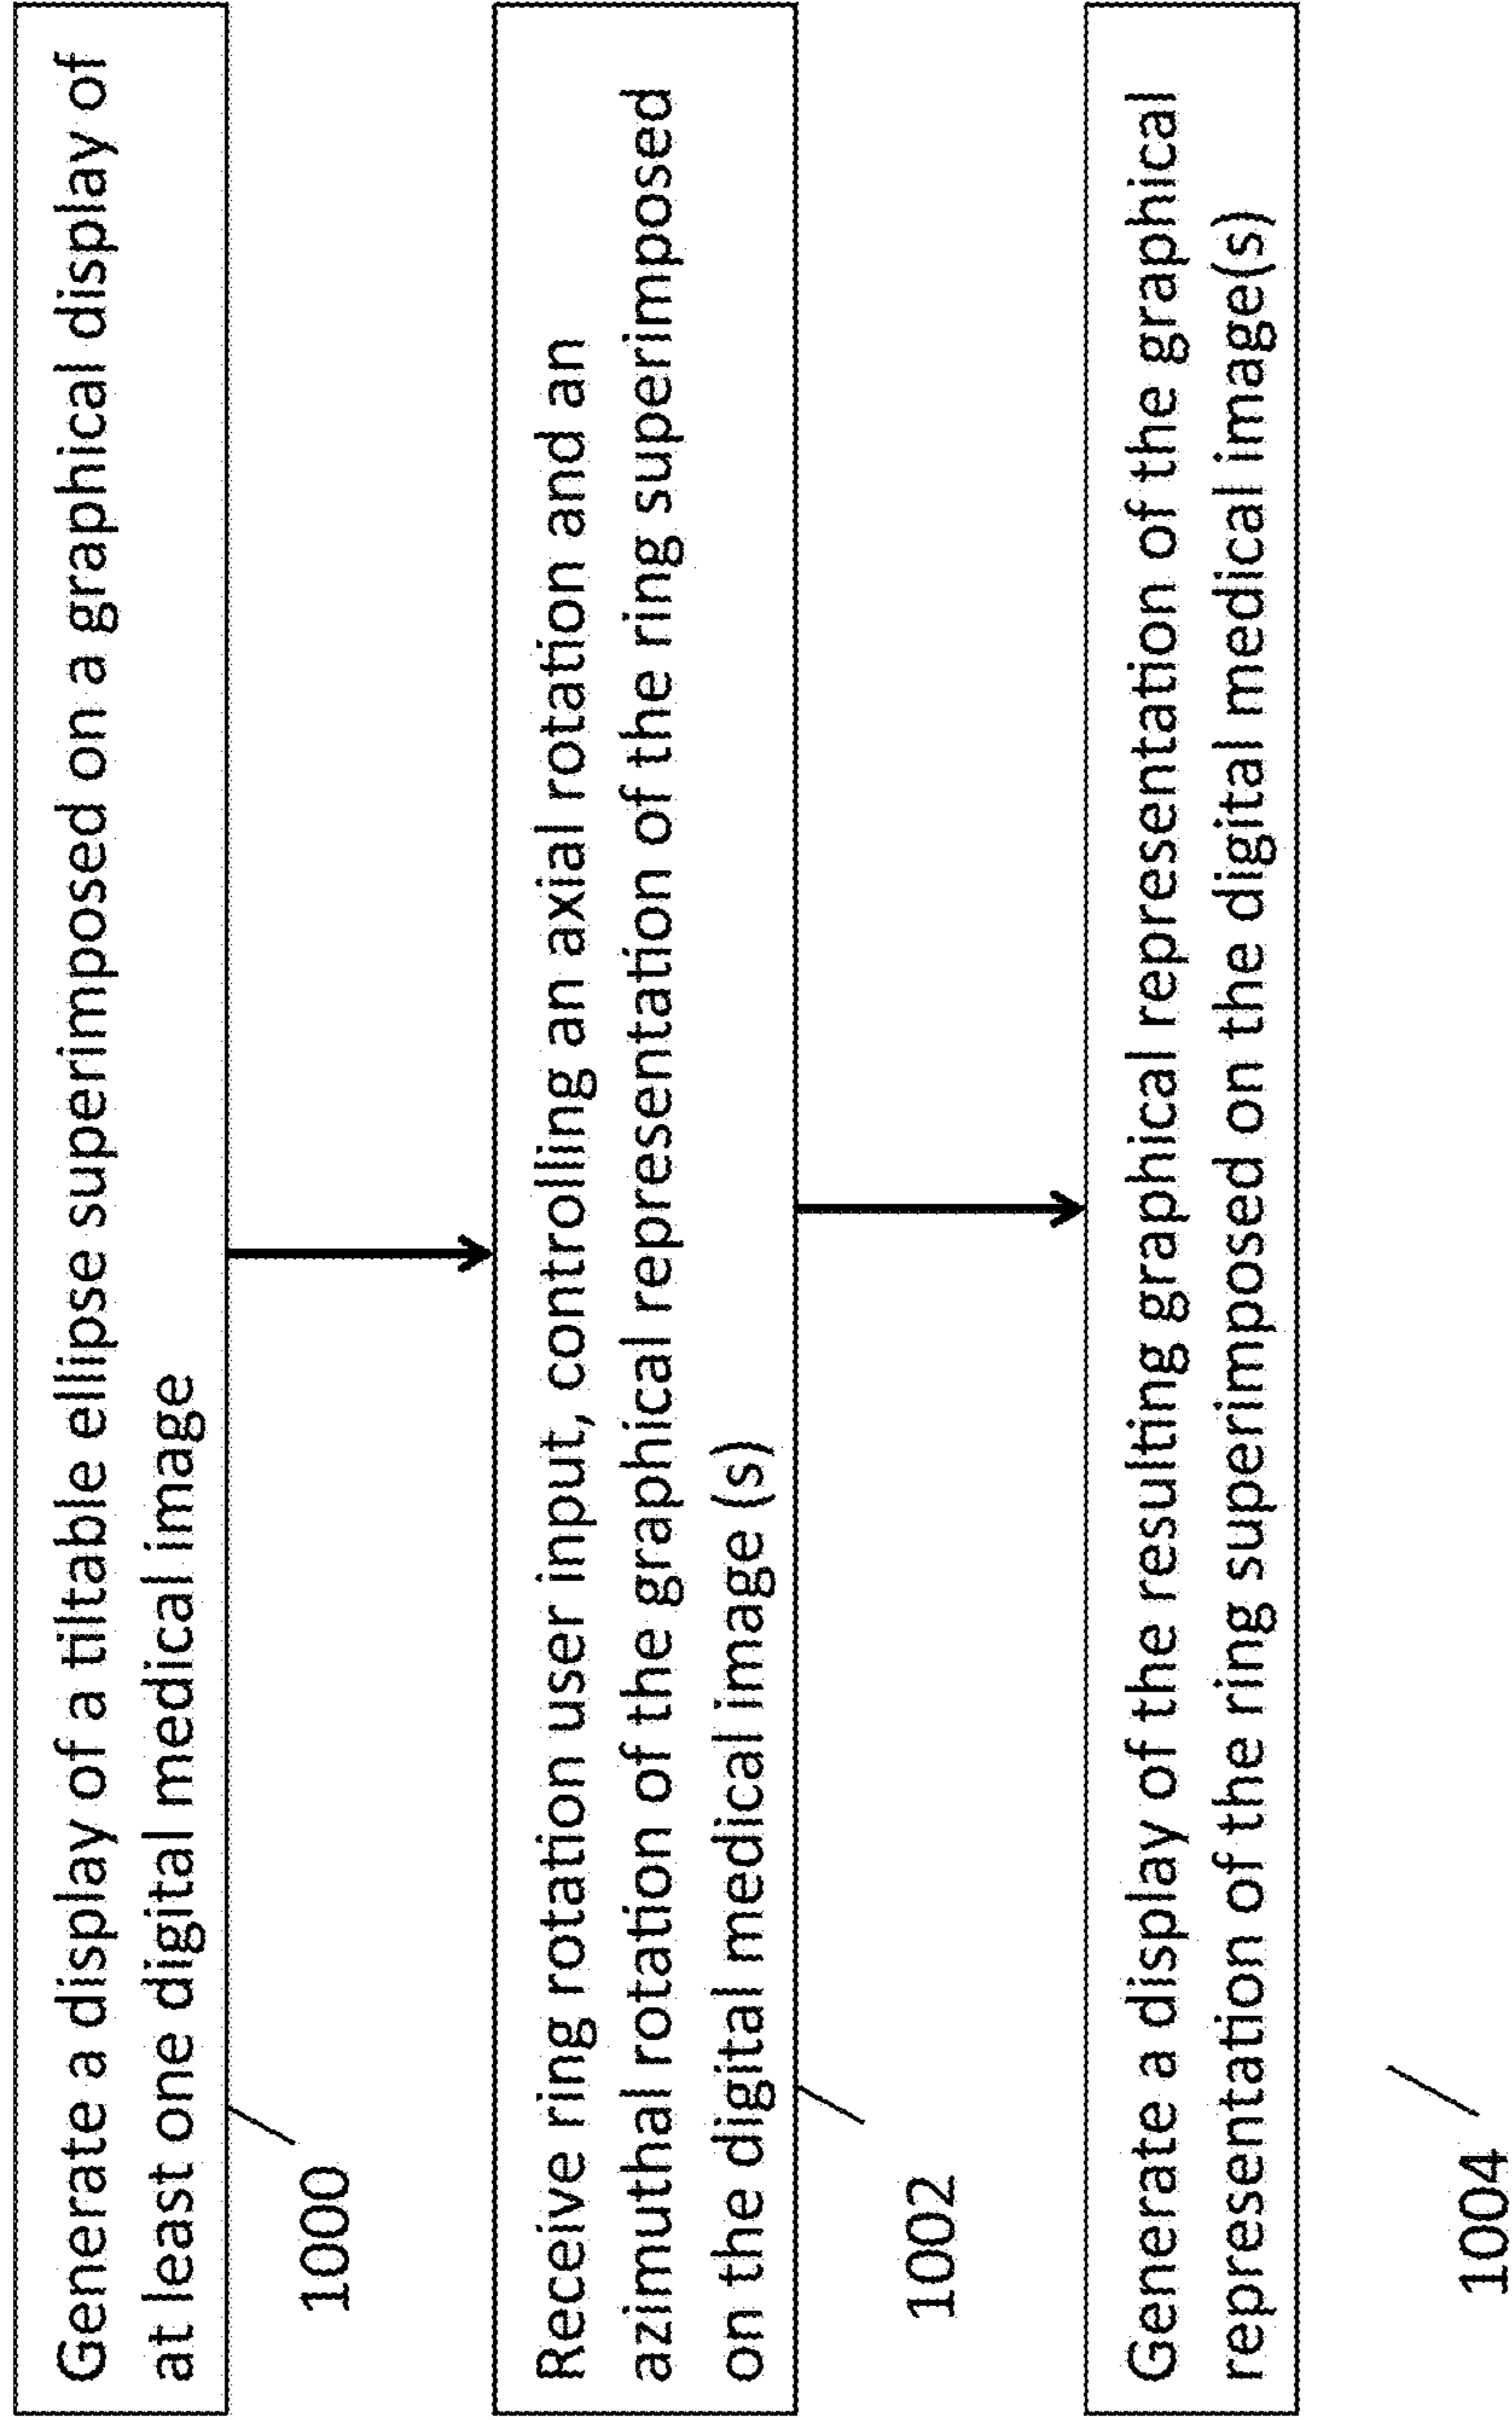 Generate a display of a tiltable ellipse superimposed on a graphical display of
at least one digital medical image
1000
Receive ring rotation user input, controlling an axial rotation and an
azimuthal rotation of the graphical representation of the ring superimposed
on the digital medical image (s)
1002
Generate a display of the resulting graphical representation of the graphical
representation of the ring superimposed on the digital medical image(s)
1004